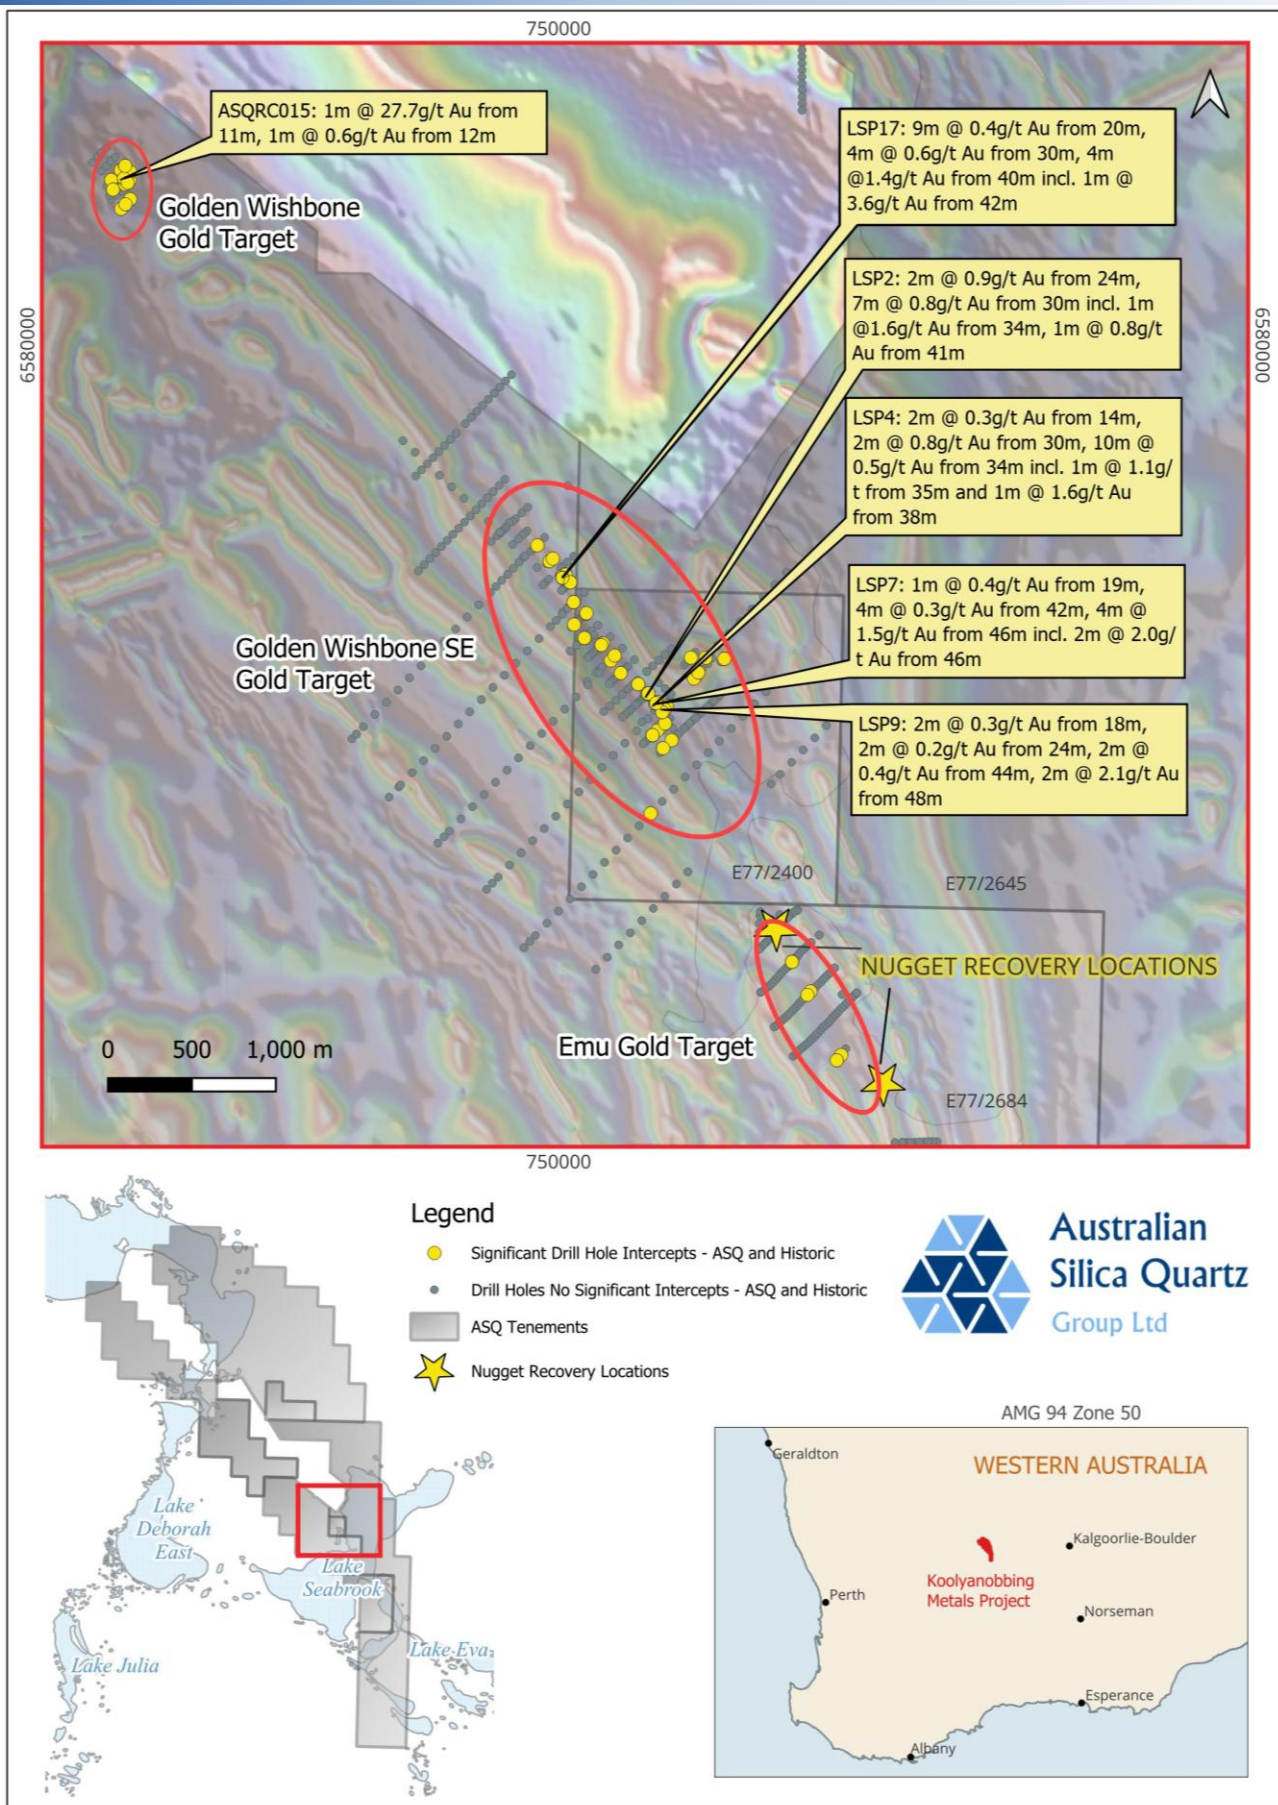 750000
ASQRC015: 1m @ 27.7g/t Au from
11m, 1m @ 0.6g/t Au from 12m
Golden Wishbone
Gold Target
LSP17: 9m @ 0.4g/t Au from 20m,
4m @ 0.6g/t Au from 30m, 4m
@1.4g/t Au from 40m incl. 1m @
3.6g/t Au from 42m
6580000
6580000
LSP2: 2m @ 0.9g/t Au from 24m,
7m @ 0.8g/t Au from 30m incl. 1m
@1.6g/t Au from 34m, 1m @ 0.8g/t
Au from 41m
LSP4: 2m @ 0.3g/t Au from 14m,
2m @ 0.8g/t Au from 30m, 10m @
0.5g/t Au from 34m incl. 1m @ 1.1g/
t from 35m and 1m @ 1.6g/t Au
from 38m
LSP7: 1m @ 0.4g/t Au from 19m,
4m @ 0.3g/t Au from 42m, 4m @
1.5g/t Au from 46m incl. 2m @ 2.0g/
t Au from 46m
Golden Wishbone SE
Gold Target
LSP9: 2m @ 0.3g/t Au from 18m,
2m @ 0.2g/t Au from 24m, 2m @
0.4g/t Au from 44m, 2m @ 2.1g/t Au
from 48m
E77/2400
E77/2645
NUGGET RECOVERY LOCATIONS
Emu Gold Target
0 500 1,000 m
E77/2684
750000
Legend
Significant Drill Hole Intercepts - ASQ and Historic
Drill Holes No Significant Intercepts - ASQ and Historic
ASQ Tenements
Nugget Recovery Locations
Australian
Silica Quartz
Group Ltd
Lake
Deborah
East
Lake
Seabrook
Lake Julia
Lake Eva
AMG 94 Zone 50
Geraldton
WESTERN AUSTRALIA
Kalgoorlie-Boulder
Koolyanobbing
Metals Project
Perth
Norseman
Esperance
Albany